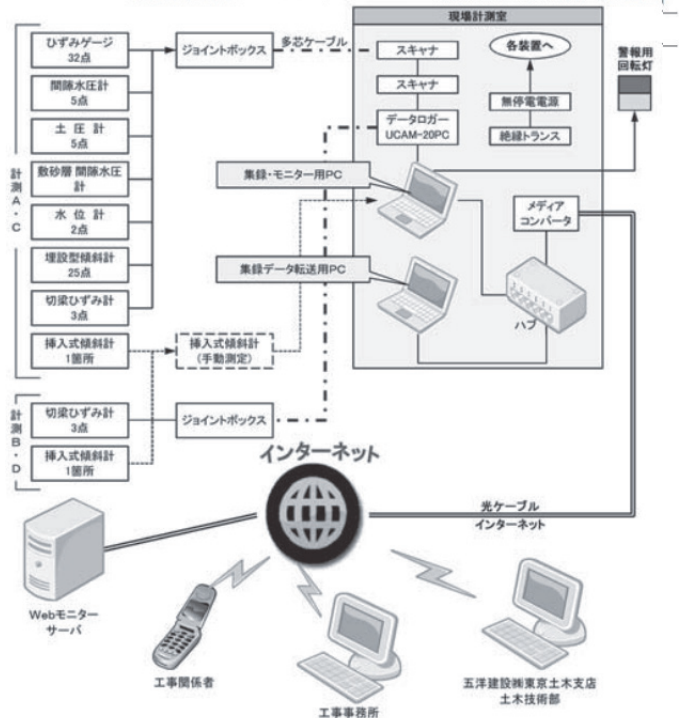 現場計測室
ひずみゲージ
32点
ジョイントボックス
多芯ケーブル
スキャナ
各装置へ
警報用
回転灯
間隙水圧計
5点
スキャナ
無停電電源
土圧計
5点
データロガー
UCAM-20PC
絶縁トランス
計測A・C
敷砂層 間隙水圧
計
集録・モニター用PC
水位計
2点
メディア
コンバータ
埋設型傾斜計
25点
集録データ転送用PC
切梁ひずみ計
3点
ハブ
挿入式傾斜計
1箇所
挿入式傾斜計
(手動測定)
計測B・D
切梁ひずみ計
3点
ジョイントボックス
挿入式傾斜計
1箇所
インターネット
光ケーブル
インターネット
Webモニター
サーバ
工事関係者
工事事務所
五洋建設㈱東京土木支店
土木技術部